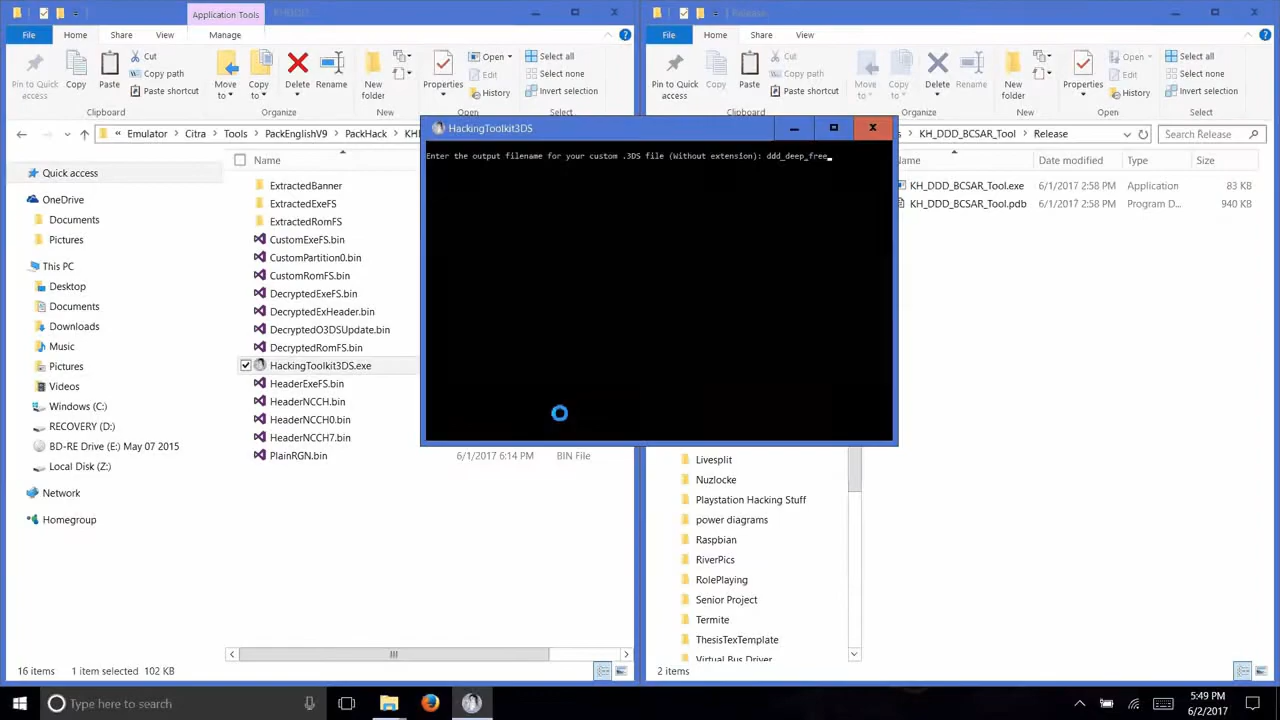 Application Tools
KHDDD
Release
File
Home
Share
View
Manage
File
Home
Share
View
Pin to Quick access
Copy
Paste
Cut
Copy path
Paste shortcut
Move to
Copy to
Delete
Rename
New folder
Properties
Open
Edit
History
Select all
Select none
Invert selection
Clipboard
Organize
New
Open
Select
Pin to Quick access
Copy
Paste
Cut
Copy path
Paste shortcut
Move to
Copy to
Delete
Rename
New folder
Properties
Open
Edit
History
Select all
Select none
Invert selection
Clipboard
Organize
New
Open
Select
« Emulator > Citra > Tools > PackEnglishV9 > PackHack >
KH_DDD_BCSAR_Tool > Release
Search Release
Quick access
OneDrive
Documents
Pictures
This PC
Desktop
Documents
Downloads
Music
Pictures
Videos
Windows (C:)
RECOVERY (D:)
BD-RE Drive (E:) May 07 2015
Local Disk (Z:)
Network
Homegroup
Name
ExtractedBanner
ExtractedExeFS
ExtractedRomFS
CustomExeFS.bin
CustomPartition0.bin
CustomRomFS.bin
DecryptedExeFS.bin
DecryptedExHeader.bin
DecryptedO3DSUpdate.bin
DecryptedRomFS.bin
HackingToolkit3DS.exe
HeaderExeFS.bin
HeaderNCCH.bin
HeaderNCCH0.bin
HeaderNCCH7.bin
PlainRGN.bin 6/1/2017 6:14 PM BIN File
HackingToolkit3DS
Enter the output filename for your custom .3DS file (Without extension): ddd_deep_free_
Date modified Type Size
KH_DDD_BCSAR_Tool.exe 6/1/2017 2:58 PM Application 83 KB
KH_DDD_BCSAR_Tool.pdb 6/1/2017 2:58 PM Program D... 940 KB
Livesplit
Nuzlocke
Playstation Hacking Stuff
power diagrams
Raspbian
RiverPics
RolePlaying
Senior Project
Termite
ThesisTexTemplate
Virtual Bus Driver
16 items 1 item selected 102 KB
2 items
Type here to search
5:49 PM
6/2/2017